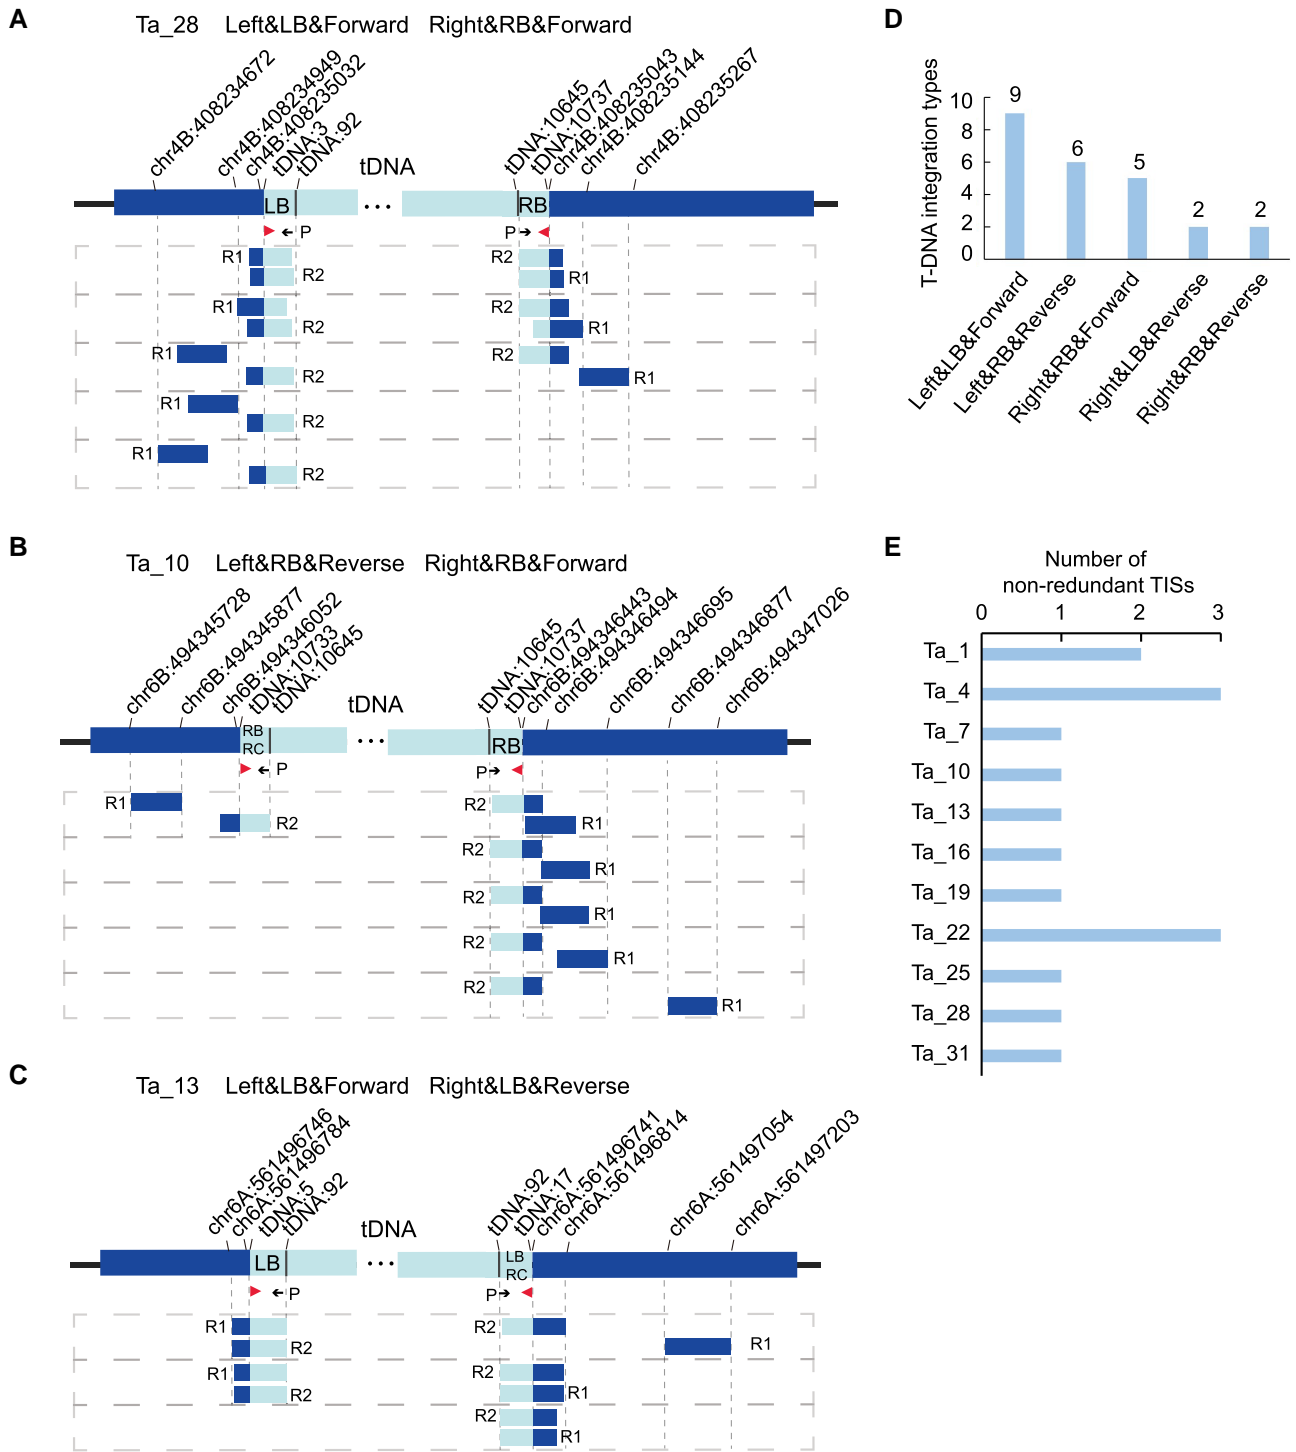 A
Ta_28 Left&LB&Forward Right&RB&Forward
chr4B:408234672
chr4B:408234949
ch4B:408235032
tDNA:3
tDNA:92
tDNA
tDNA:10645
tDNA:10737
chr4B:408235043
chr4B:408235144
chr4B:408235267
LB
...
RB
P
P
R1
R2
R2
R1
R1
R2
R2
R1
R1
R2
R2
R1
R1
R2
R1
R2
B
Ta_10 Left&RB&Reverse Right&RB&Forward
chr6B:494345728
chr6B:494345877
ch6B:494346052
tDNA:10733
tDNA:10645
tDNA
tDNA:10645
tDNA:10737
chr6B:494346443
chr6B:494346494
chr6B:494346695
chr6B:494346877
chr6B:494347026
RB
RC
...
RB
P
P
R1
R2
R2
R1
R2
R1
R2
R1
R2
R1
R2
R1
C
Ta_13 Left&LB&Forward Right&LB&Reverse
chr6A:561496746
ch6A:561496784
tDNA:5
tDNA:92
tDNA
tDNA:92
tDNA:17
chr6A:561496741
chr6A:561496814
chr6A:561497054
chr6A:561497203
LB
...
LB
RC
P
P
R1
R2
R2
R1
R1
R2
R2
R1
R2
R1
D
T-DNA integration types
10
8
6
4
2
0
9
6
5
2
2
Left&LB&Forward
Left&RB&Reverse
Right&RB&Forward
Right&LB&Reverse
Right&RB&Reverse
E
Number of
non-redundant TISs
0 1 2 3
Ta_1
Ta_4
Ta_7
Ta_10
Ta_13
Ta_16
Ta_19
Ta_22
Ta_25
Ta_28
Ta_31